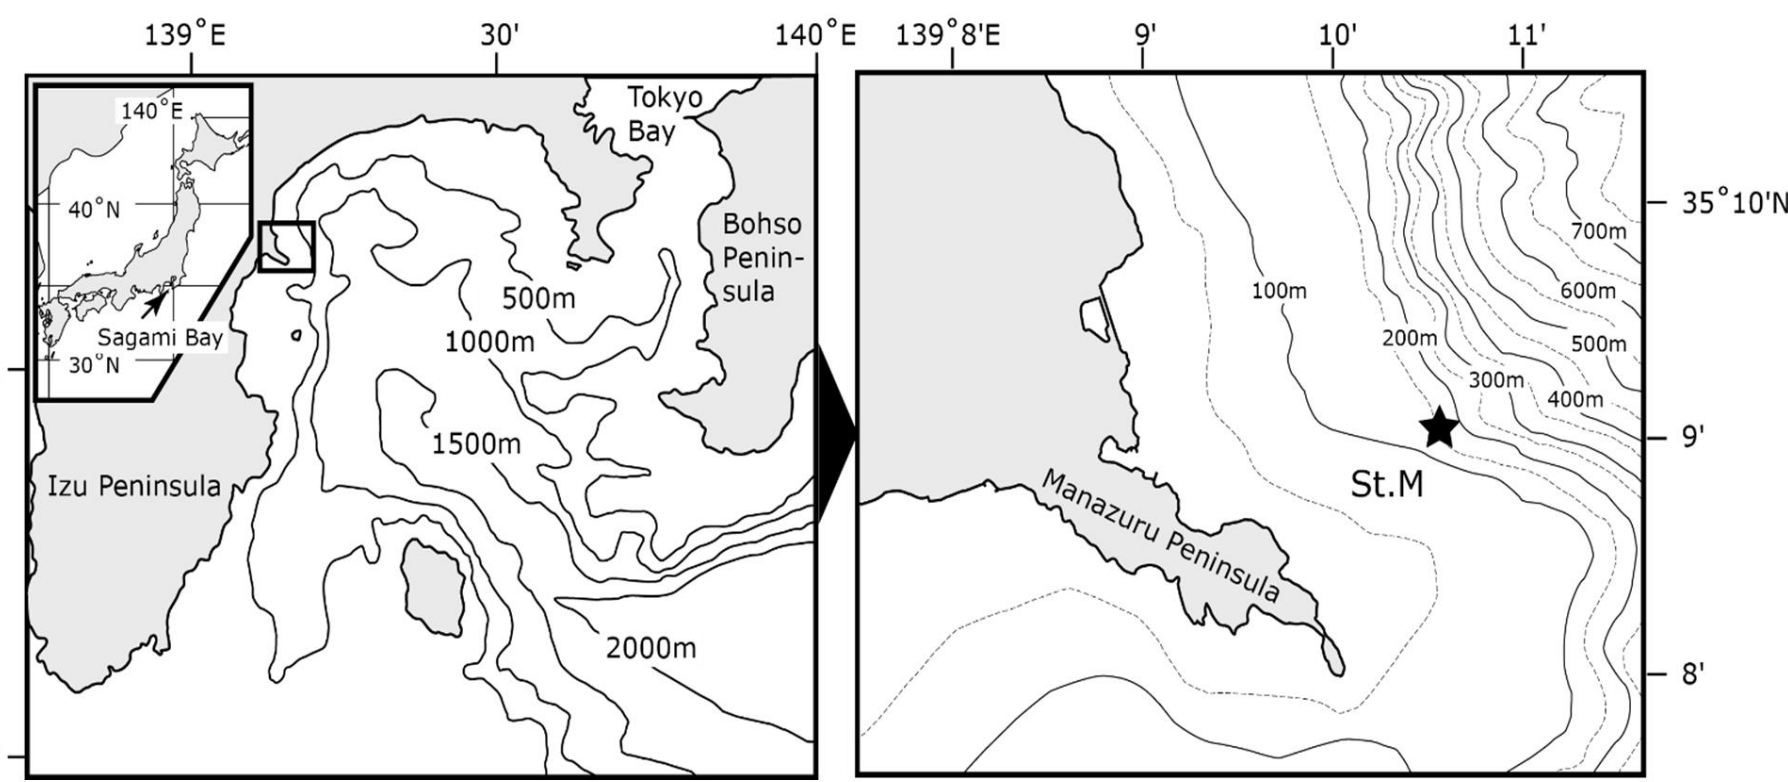 139°E
30'
140°E
139°8'E
9'
10'
11'
140°E
40°N
30°N
Sagami Bay
Tokyo
Bay
Bohso
Penin-
sula
500m
1000m
1500m
2000m
Izu Peninsula
35°10'N
9'
8'
700m
600m
500m
400m
300m
200m
100m
St.M
Manazuru Peninsula